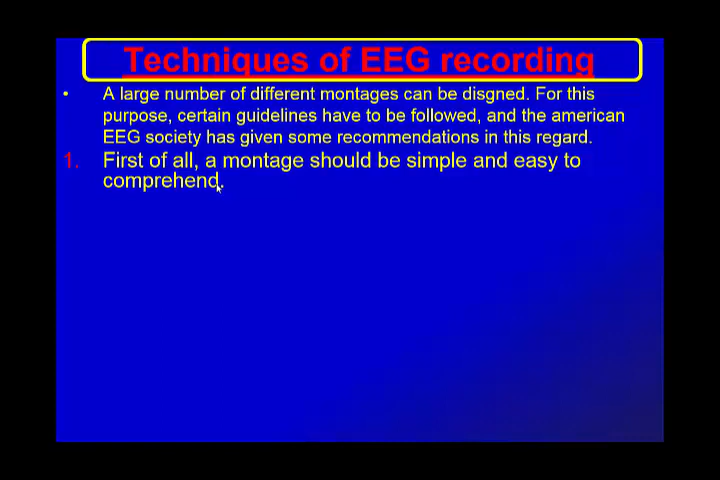 Techniques of EEG recording
• A large number of different montages can be disgned. For this
purpose, certain guidelines have to be followed, and the american
EEG society has given some recommendations in this regard.
1. First of all, a montage should be simple and easy to
comprehend.